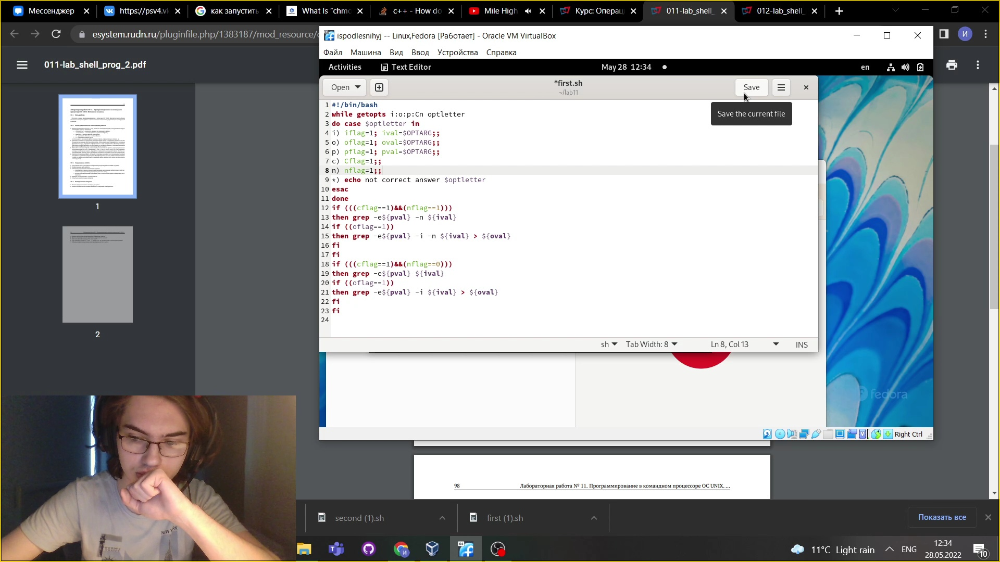 Мессенджер
https://psv4.vk
как запустить
What Is “chmo
c++ - How do
Mile High
Курс: Операц
011-lab_shell_
012-lab_shell_
esystem.rudn.ru/pluginfile.php/1383187/mod_resource/c
И
011-lab_shell_prog_2.pdf
1
2
64
ispodlesnihyj -- Linux,Fedora [Работает] - Oracle VM VirtualBox
Файл Машина Вид Ввод Устройства Справка
Activities Text Editor May 28 12:34 en
Open *first.sh Save
~/lab11
Save the current file
1 #!/bin/bash
2 while getopts i:o:p:Cn optletter
3 do case $optletter in
4 i) iflag=1; ival=$OPTARG;;
5 o) oflag=1; oval=$OPTARG;;
6 p) pflag=1; pval=$OPTARG;;
7 c) Cflag=1;;
8 n) nflag=1;;
9 *) echo not correct answer $optletter
10 esac
11 done
12 if (((cflag==1)&&(nflag==1)))
13 then grep -e${pval} -n ${ival}
14 if ((oflag==1))
15 then grep -e${pval} -i -n ${ival} > ${oval}
16 fi
17 fi
18 if (((cflag==1)&&(nflag==0)))
19 then grep -e${pval} ${ival}
20 if ((oflag==1))
21 then grep -e${pval} -i ${ival} > ${oval}
22 fi
23 fi
24
sh Tab Width: 8 Ln 8, Col 13 INS
fedora
Right Ctrl
98 Лабораторная работа № 11. Программирование в командном процессоре ОС UNIX. ...
NEW YORK
second (1).sh
first (1).sh
Показать все
64
11°C Light rain
ENG
12:34
28.05.2022
10